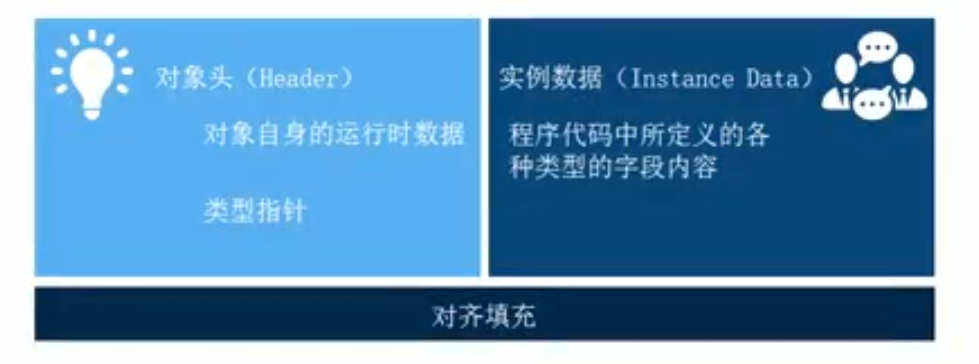 对象头（Header）
对象自身的运行时数据
类型指针
实例数据（Instance Data）
程序代码中所定义的各
种类型的字段内容
对齐填充